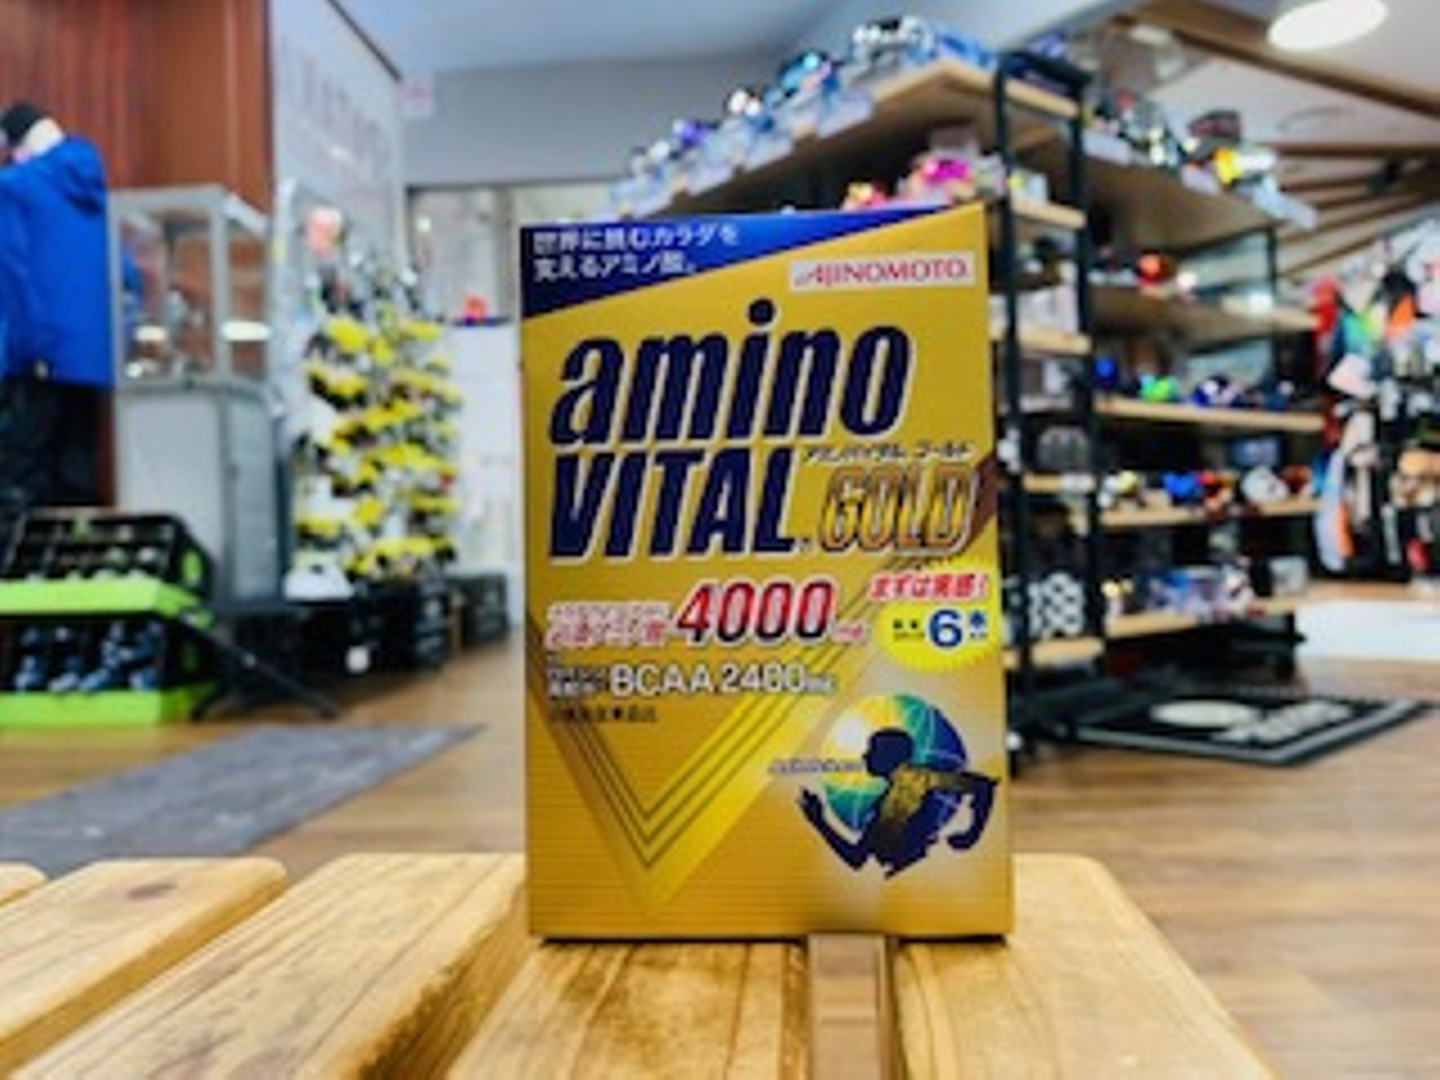 世界に挑むカラダを
支えるアミノ酸。
AJINOMOTO
amino
VITAL
アミノバイタル ゴールド
GOLD
まずは実感!
4000
6本
BCAA 2400mg